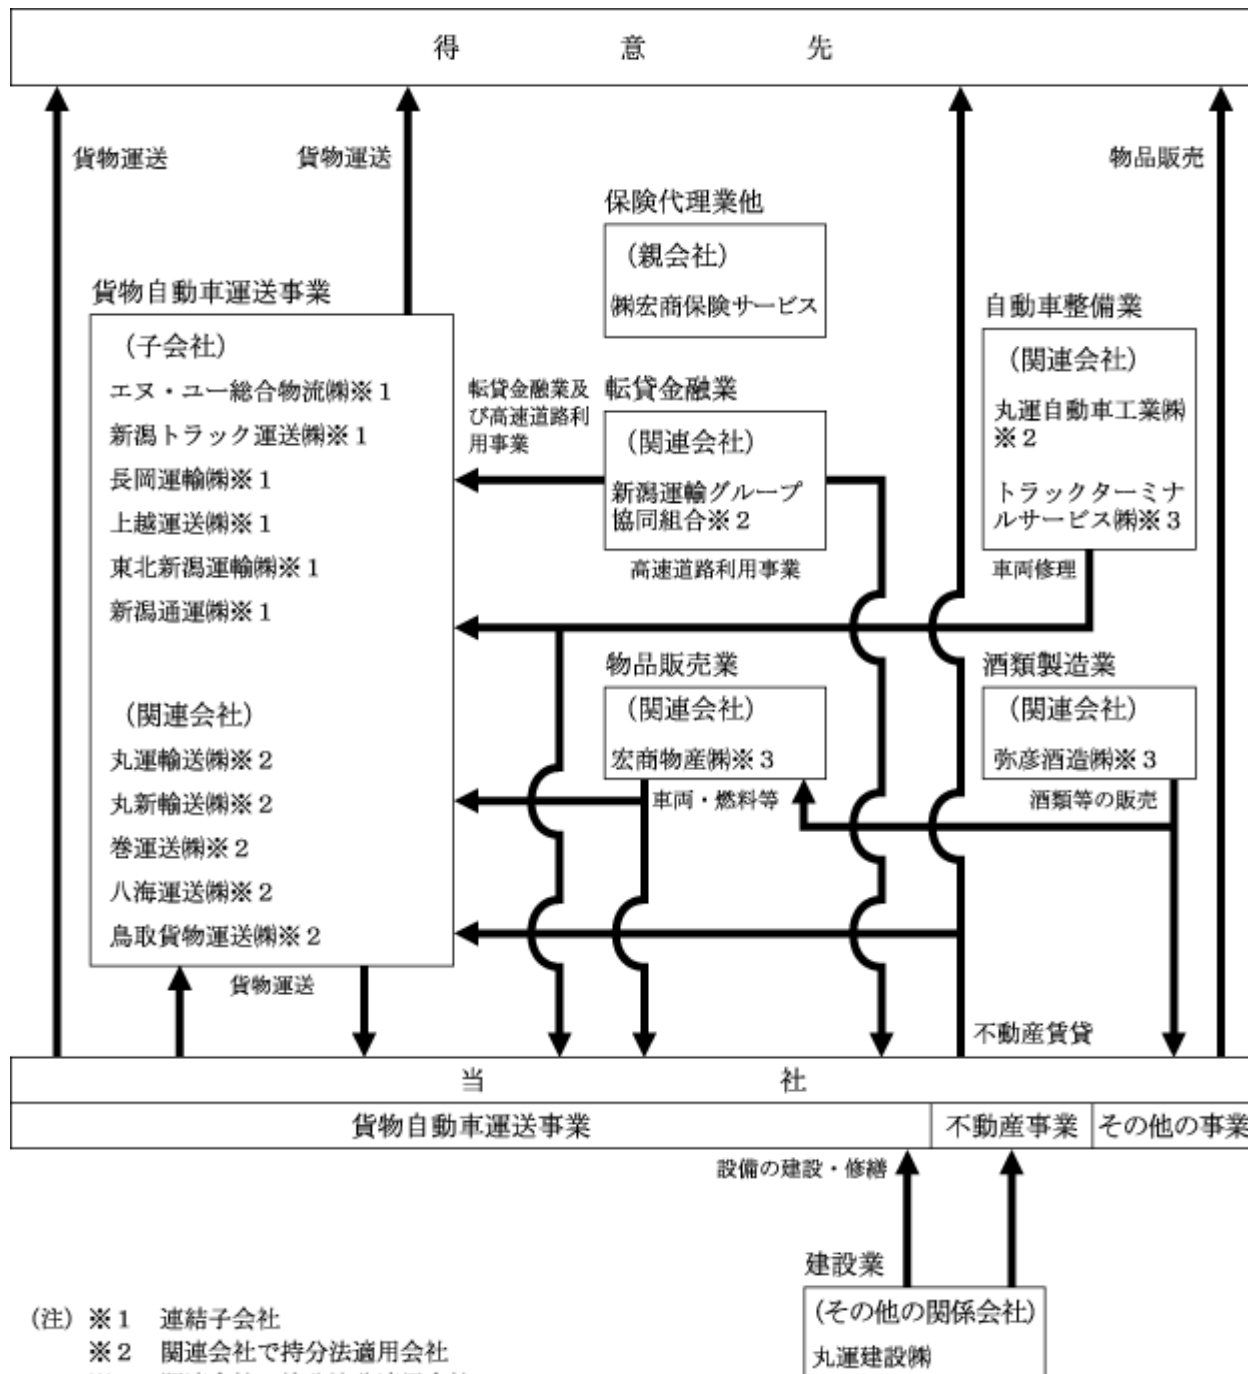 得意先
貨物運送
貨物運送
物品販売
保険代理業他
（親会社）
㈱宏商保険サービス
貨物自動車運送事業
（子会社）
エヌ・ユー総合物流㈱※１
新潟トラック運送㈱※１
長岡運輸㈱※１
上越運送㈱※１
東北新潟運輸㈱※１
新潟通運㈱※１
（関連会社）
丸運輸送㈱※２
丸新輸送㈱※２
巻運送㈱※２
八海運送㈱※２
鳥取貨物運送㈱※２
貨物運送
転貸金融業及
び高速道路利
用事業
転貸金融業
（関連会社）
新潟運輸グループ
協同組合※２
高速道路利用事業
自動車整備業
（関連会社）
丸運自動車工業㈱
※２
トラックターミナ
ルサービス㈱※３
車両修理
物品販売業
（関連会社）
宏商物産㈱※３
車両・燃料等
酒類製造業
（関連会社）
弥彦酒造㈱※３
酒類等の販売
不動産賃貸
当社
貨物自動車運送事業
不動産事業
その他の事業
設備の建設・修繕
建設業
（その他の関係会社）
丸運建設㈱
（注）※１　連結子会社
※２　関連会社で持分法適用会社